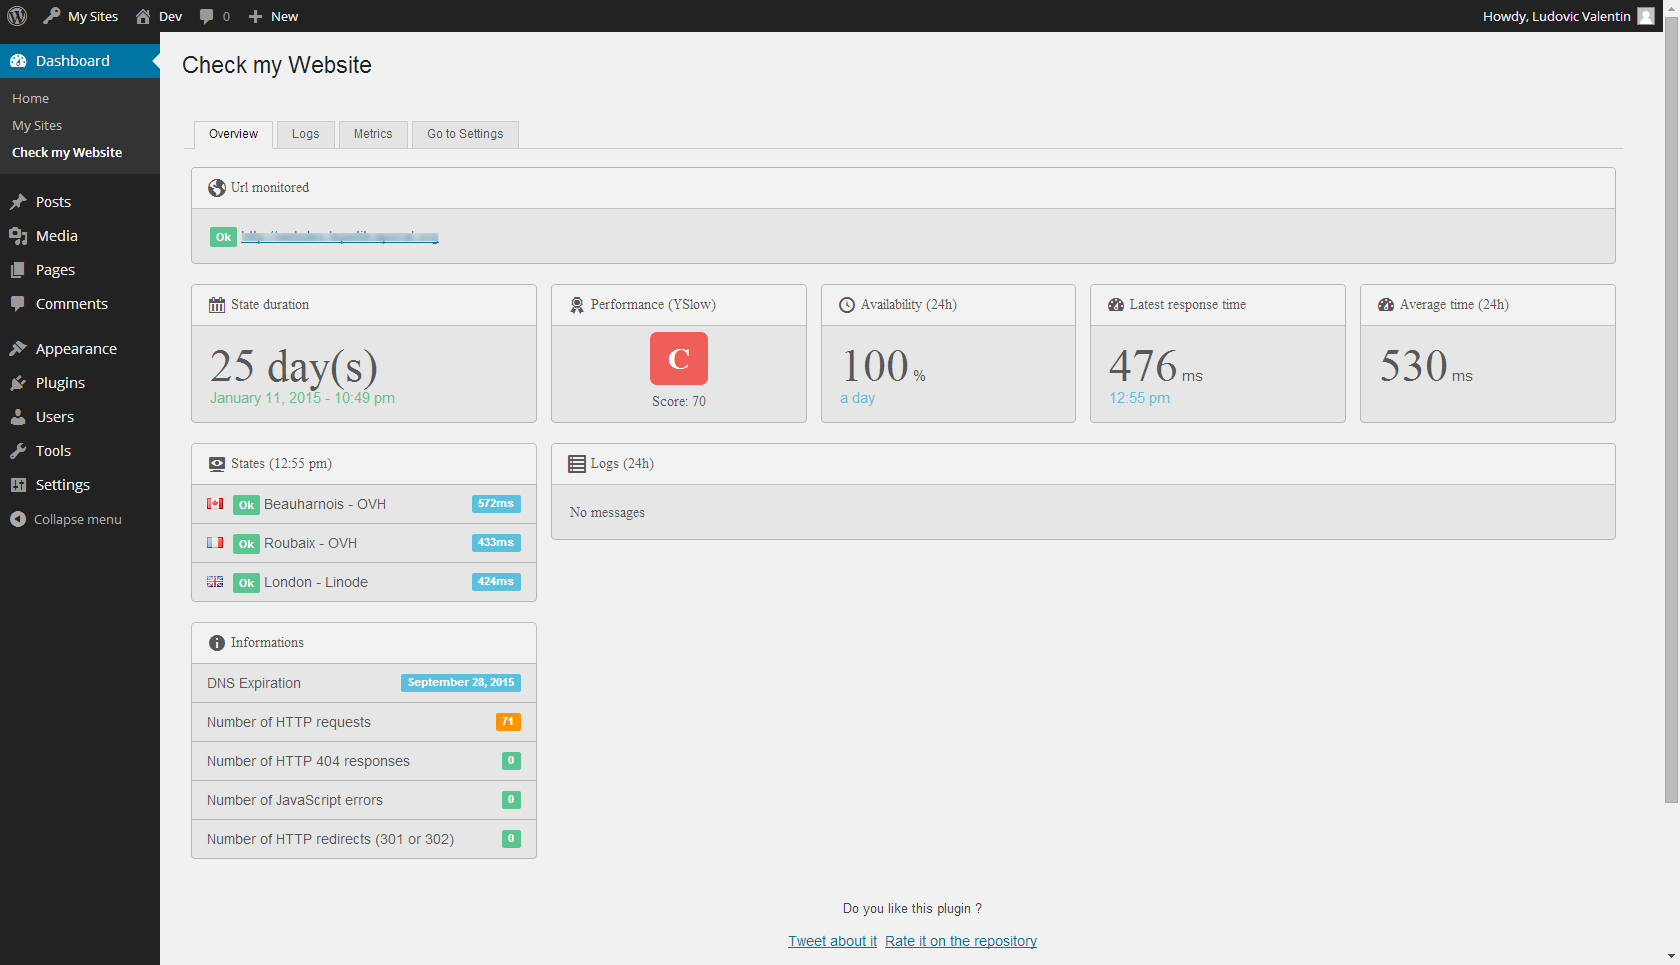 My Sites Dev 0 New Howdy, Ludovic Valentin
Dashboard
Home
My Sites
Check my Website
Posts
Media
Pages
Comments
Appearance
Plugins
Users
Tools
Settings
Collapse menu
Check my Website
Overview Logs Metrics Go to Settings
Url monitored
Ok
State duration
25 day(s)
January 11, 2015 - 10:49 pm
Performance (YSlow)
C
Score: 70
Availability (24h)
100 %
a day
Latest response time
476 ms
12:55 pm
Average time (24h)
530 ms
States (12:55 pm)
Ok Beauharnois - OVH 572ms
Ok Roubaix - OVH 433ms
Ok London - Linode 424ms
Logs (24h)
No messages
Informations
DNS Expiration September 28, 2015
Number of HTTP requests 71
Number of HTTP 404 responses 0
Number of JavaScript errors 0
Number of HTTP redirects (301 or 302) 0
Do you like this plugin ?
Tweet about it Rate it on the repository